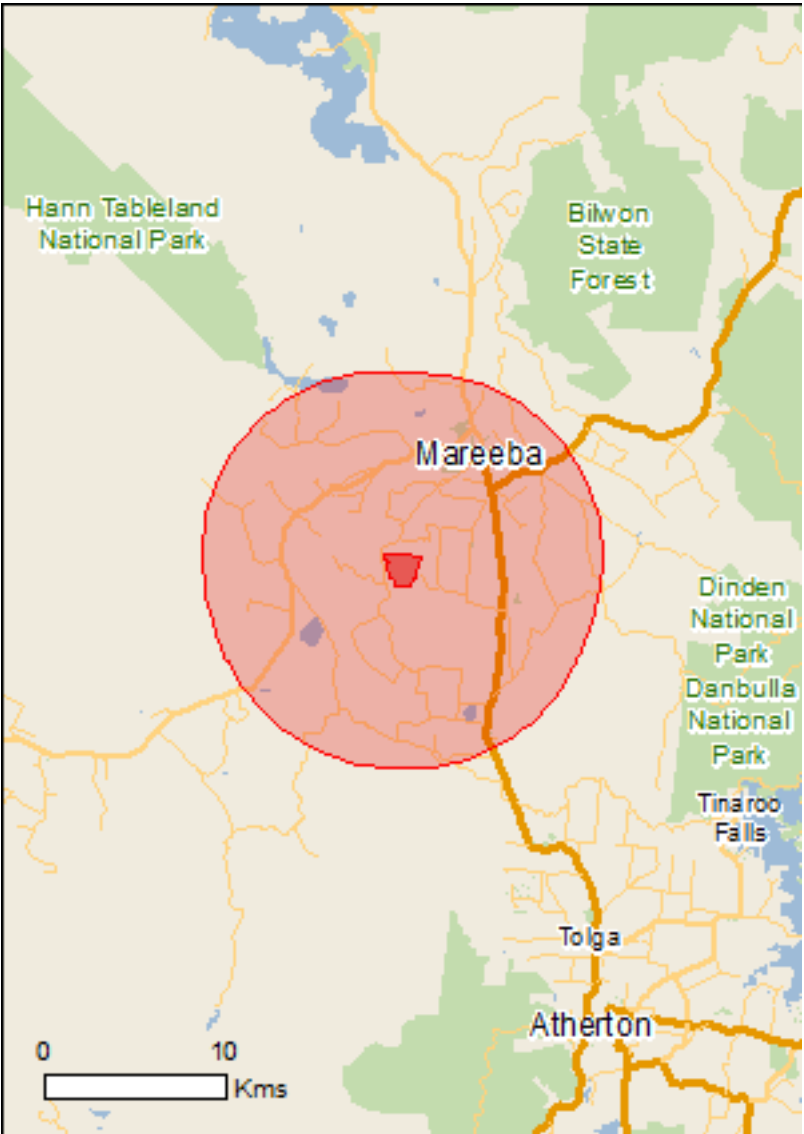 Hann Tableland
National Park
Bilwon
State
Forest
Mareeba
Dinden
National
Park
Danbulla
National
Park
Tinaroo
Falls
Tolga
Atherton
0 10
Kms